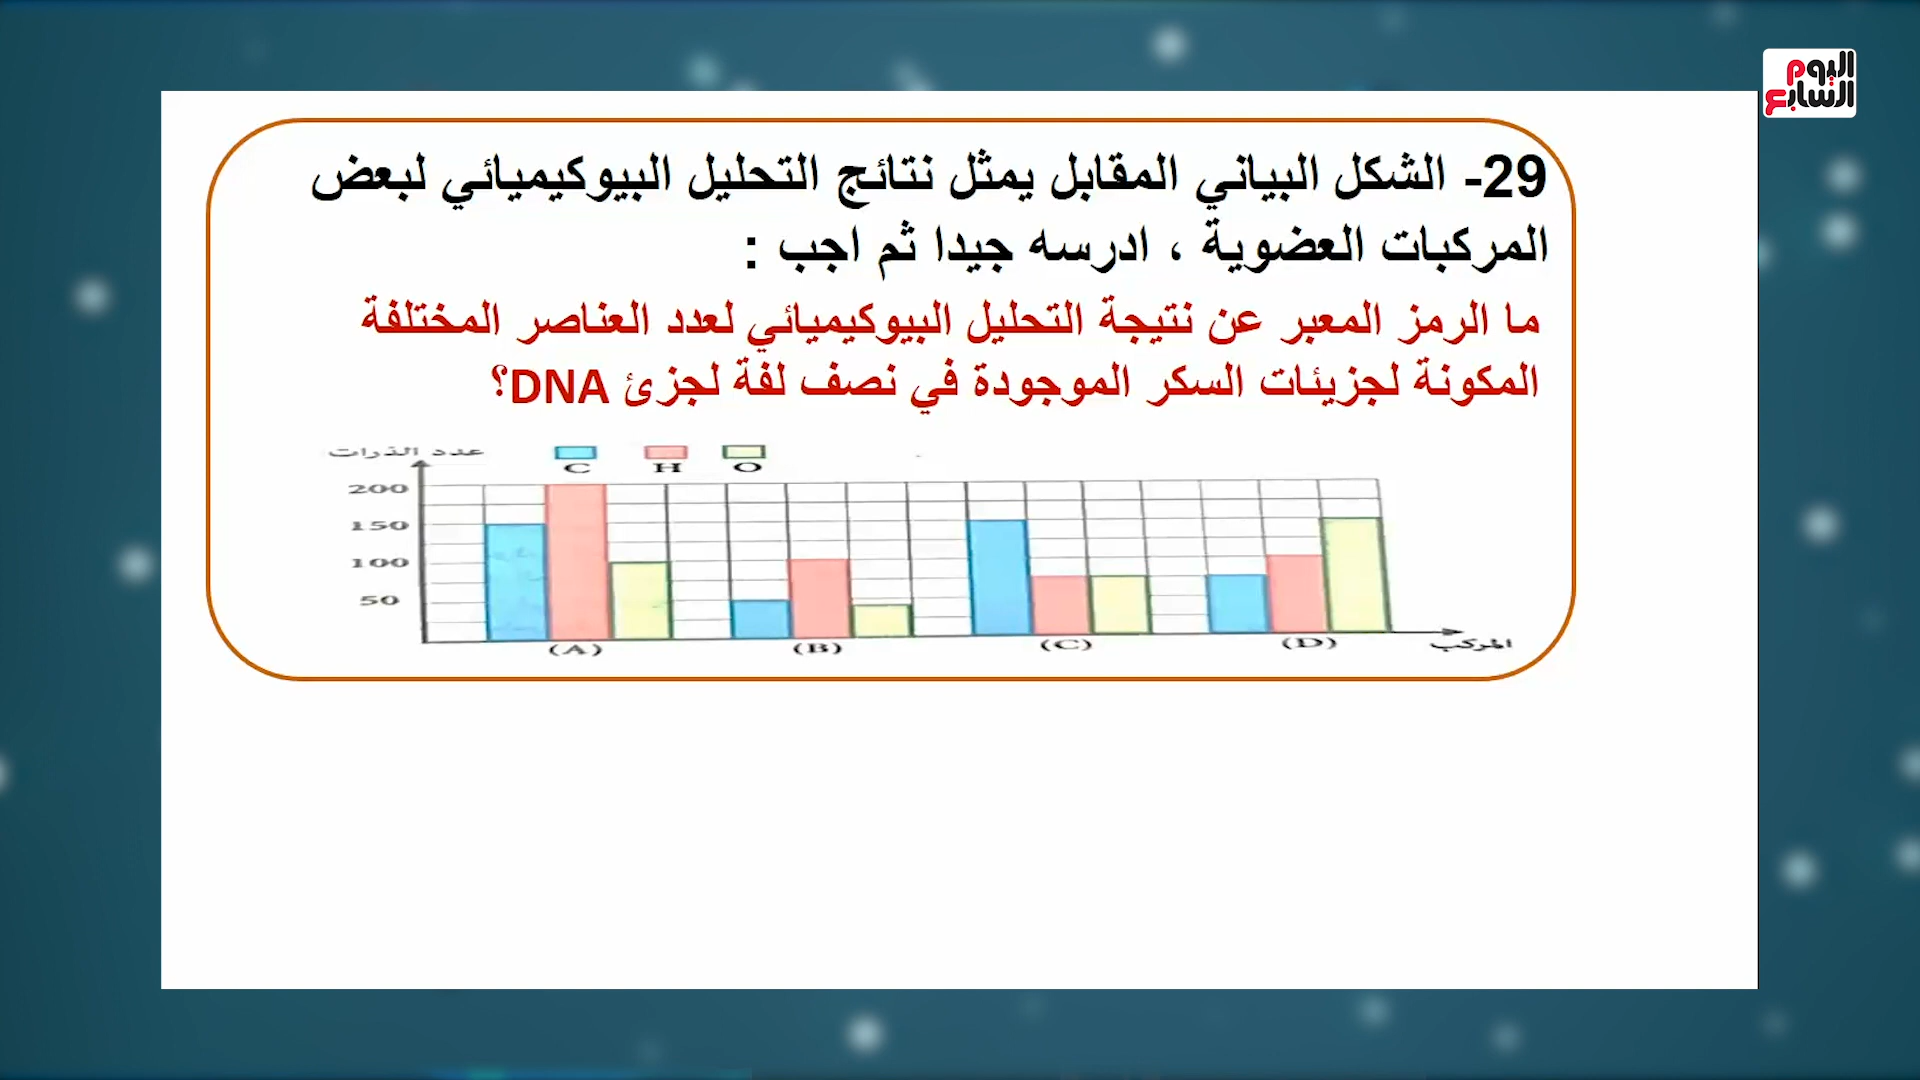 اليوم
السابع
29- الشكل البياني المقابل يمثل نتائج التحليل البيوكيميائي لبعض
المركبات العضوية ، ادرسه جيدا ثم اجب :
ما الرمز المعبر عن نتيجة التحليل البيوكيميائي لعدد العناصر المختلفة
المكونة لجزيئات السكر الموجودة في نصف لفة لجزئ DNA؟
عدد الذرات
C H O
200
150
100
50
(A) (B) (C) (D)
المركب